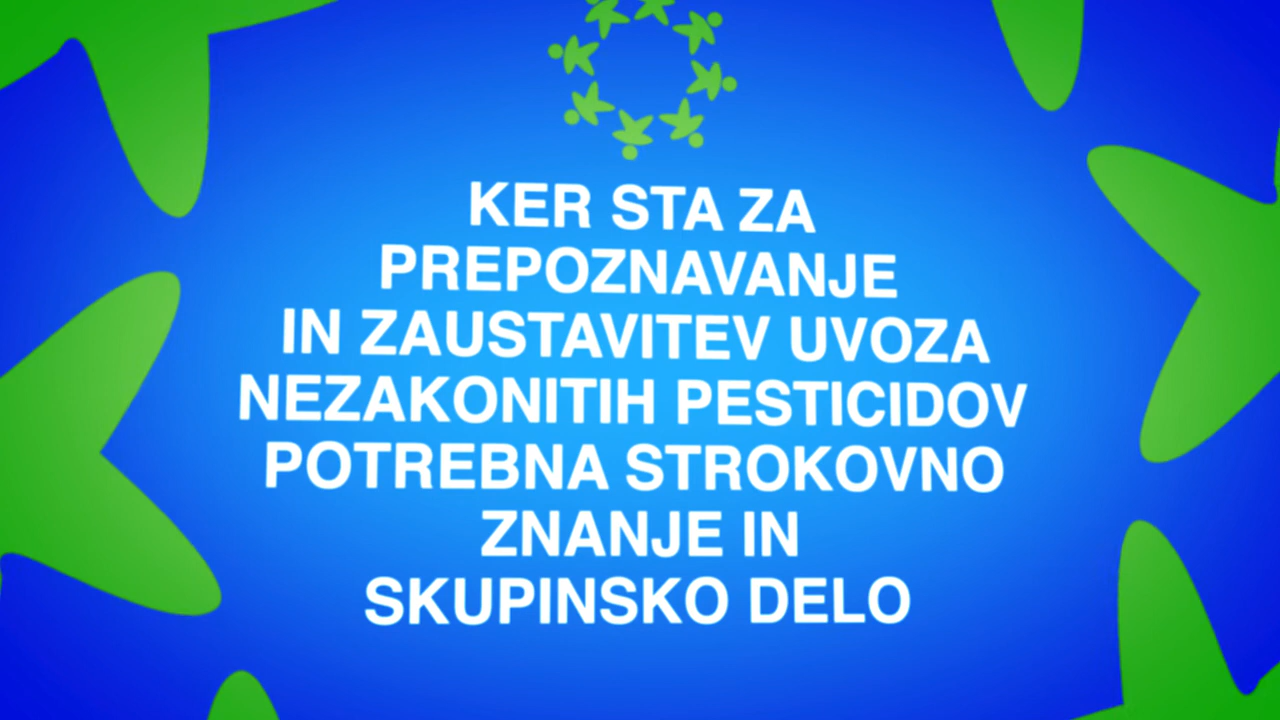 KER STA ZA
PREPOZNAVANJE
IN ZAUSTAVITEV UVOZA
NEZAKONITIH PESTICIDOV
POTREBNA STROKOVNO
ZNANJE IN
SKUPINSKO DELO